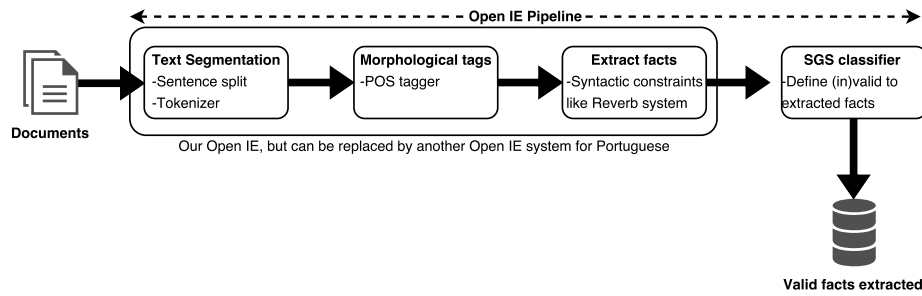 Open IE Pipeline
Text Segmentation
-Sentence split
-Tokenizer
Morphological tags
-POS tagger
Extract facts
-Syntactic constraints
like Reverb system
SGS classifier
-Define (in)valid to
extracted facts
Documents
Our Open IE, but can be replaced by another Open IE system for Portuguese
Valid facts extracted